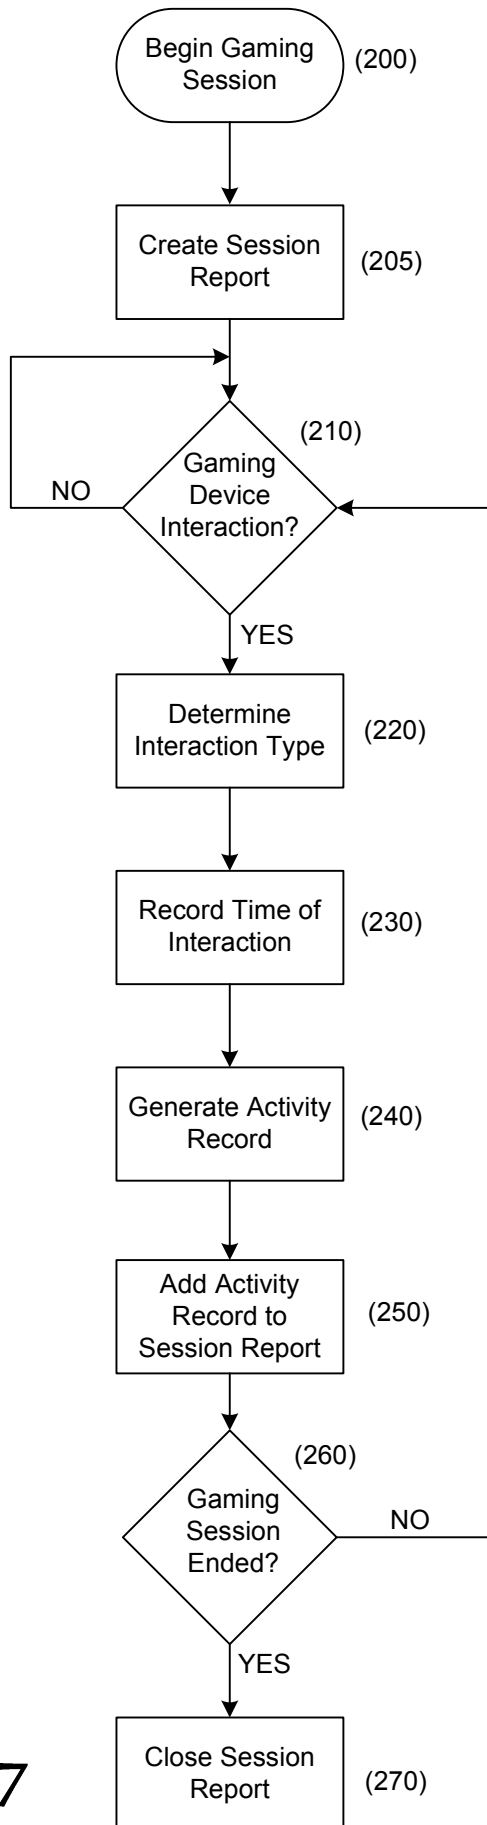 Begin Gaming
Session
(200)
Create Session
Report
(205)
(210)
Gaming
Device
Interaction?
NO
YES
Determine
Interaction Type
(220)
Record Time of
Interaction
(230)
Generate Activity
Record
(240)
Add Activity
Record to
Session Report
(250)
(260)
Gaming
Session
Ended?
NO
YES
Close Session
Report
(270)
7